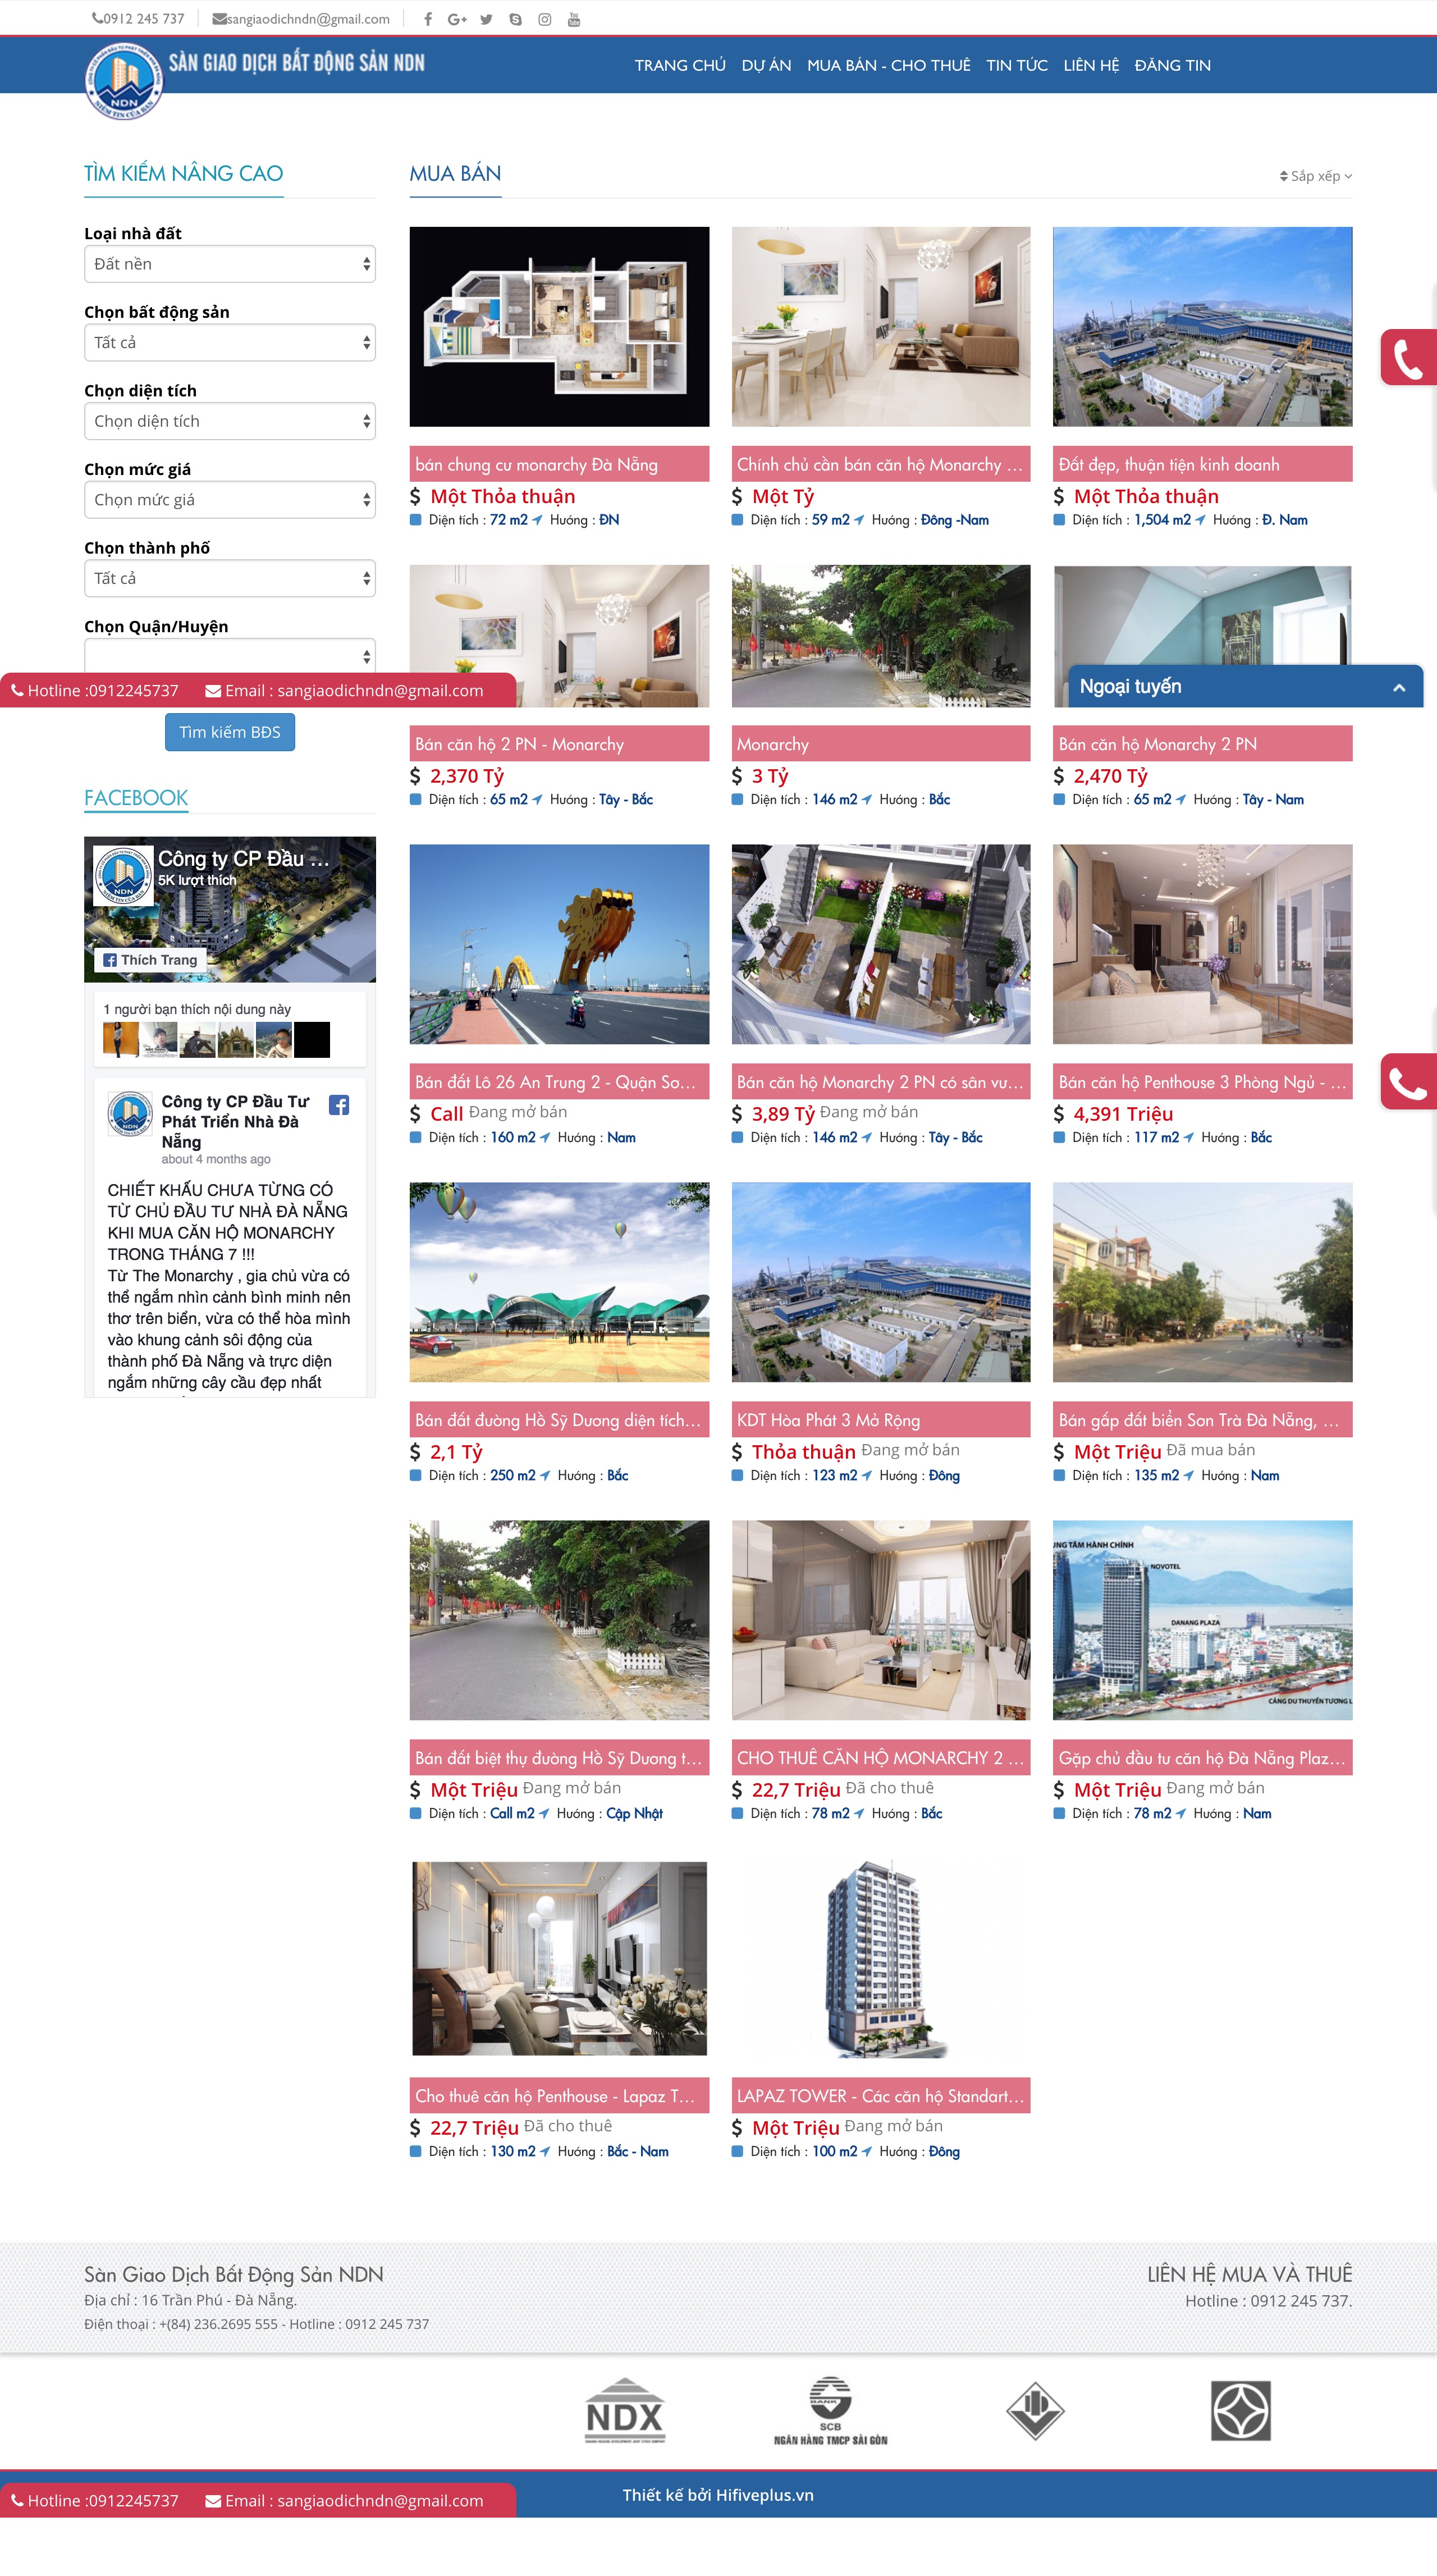 0912 245 737
sangiaodichndn@gmail.com
SÀN GIAO DỊCH BẤT ĐỘNG SẢN NDN
NDN
NIỀM TIN CỦA BẠN
TRANG CHỦ
DỰ ÁN
MUA BÁN - CHO THUÊ
TIN TỨC
LIÊN HỆ
ĐĂNG TIN
TÌM KIẾM NÂNG CAO
Loại nhà đất
Đất nền
Chọn bất động sản
Tất cả
Chọn diện tích
Chọn diện tích
Chọn mức giá
Chọn mức giá
Chọn thành phố
Tất cả
Chọn Quận/Huyện
Hotline :0912245737
Email : sangiaodichndn@gmail.com
Tìm kiếm BĐS
FACEBOOK
Công ty CP Đầu ...
5K lượt thích
Thích Trang
1 người bạn thích nội dung này
Công ty CP Đầu Tư
Phát Triển Nhà Đà
Nẵng
about 4 months ago
CHIẾT KHẤU CHƯA TỪNG CÓ
TỪ CHỦ ĐẦU TƯ NHÀ ĐÀ NẴNG
KHI MUA CĂN HỘ MONARCHY
TRONG THÁNG 7 !!!
Từ The Monarchy , gia chủ vừa có
thể ngắm nhìn cảnh bình minh nên
thơ trên biển, vừa có thể hòa mình
vào khung cảnh sôi động của
thành phố Đà Nẵng và trực diện
ngắm những cây cầu đẹp nhất
MUA BÁN
Sắp xếp
bán chung cư monarchy Đà Nẵng
$ Một Thỏa thuận
Diện tích : 72 m2 Hướng : ĐN
Chính chủ cần bán căn hộ Monarchy ...
$ Một Tỷ
Diện tích : 59 m2 Hướng : Đông -Nam
Đất đẹp, thuận tiện kinh doanh
$ Một Thỏa thuận
Diện tích : 1,504 m2 Hướng : Đ. Nam
Ngoại tuyến
Bán căn hộ 2 PN - Monarchy
$ 2,370 Tỷ
Diện tích : 65 m2 Hướng : Tây - Bắc
Monarchy
$ 3 Tỷ
Diện tích : 146 m2 Hướng : Bắc
Bán căn hộ Monarchy 2 PN
$ 2,470 Tỷ
Diện tích : 65 m2 Hướng : Tây - Nam
Bán đất Lô 26 An Trung 2 - Quận Sơ...
$ Call Đang mở bán
Diện tích : 160 m2 Hướng : Nam
Bán căn hộ Monarchy 2 PN có sân vư...
$ 3,89 Tỷ Đang mở bán
Diện tích : 146 m2 Hướng : Tây - Bắc
Bán căn hộ Penthouse 3 Phòng Ngủ - ...
$ 4,391 Triệu
Diện tích : 117 m2 Hướng : Bắc
Bán đất đường Hồ Sỹ Dương diện tích...
$ 2,1 Tỷ
Diện tích : 250 m2 Hướng : Bắc
KDT Hòa Phát 3 Mở Rộng
$ Thỏa thuận Đang mở bán
Diện tích : 123 m2 Hướng : Đông
Bán gấp đất biển Sơn Trà Đà Nẵng, ...
$ Một Triệu Đã mua bán
Diện tích : 135 m2 Hướng : Nam
UNG TÂM HÀNH CHÍNH
NOVOTEL
DANANG PLAZA
CẢNG DU THUYỀN TƯƠNG L
Bán đất biệt thự đường Hồ Sỹ Dương t...
$ Một Triệu Đang mở bán
Diện tích : Call m2 Hướng : Cập Nhật
CHO THUÊ CĂN HỘ MONARCHY 2 ...
$ 22,7 Triệu Đã cho thuê
Diện tích : 78 m2 Hướng : Bắc
Gặp chủ đầu tư căn hộ Đà Nẵng Plaz...
$ Một Triệu Đang mở bán
Diện tích : 78 m2 Hướng : Nam
Cho thuê căn hộ Penthouse - Lapaz T...
$ 22,7 Triệu Đã cho thuê
Diện tích : 130 m2 Hướng : Bắc - Nam
LAPAZ TOWER - Các căn hộ Standart...
$ Một Triệu Đang mở bán
Diện tích : 100 m2 Hướng : Đông
Sàn Giao Dịch Bất Động Sản NDN
Địa chỉ : 16 Trần Phú - Đà Nẵng.
Điện thoại : +(84) 236.2695 555 - Hotline : 0912 245 737
LIÊN HỆ MUA VÀ THUÊ
Hotline : 0912 245 737.
NDX
BANK
SCB
NGÂN HÀNG TMCP SÀI GÒN
Hotline :0912245737
Email : sangiaodichndn@gmail.com
Thiết kế bởi Hifiveplus.vn